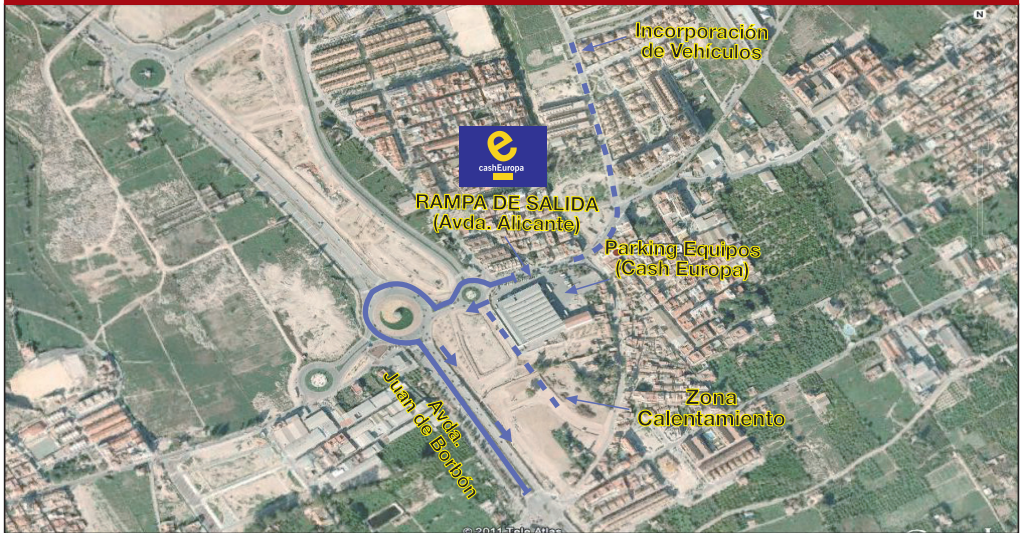 N
Incorporación
de Vehículos
e
cashEuropa
RAMPA DE SALIDA
(Avda. Alicante)
Parking Equipos
(Cash Europa)
Zona
Calentamiento
Avda.
Juan de Borbón
© 2011 Tele Atlas